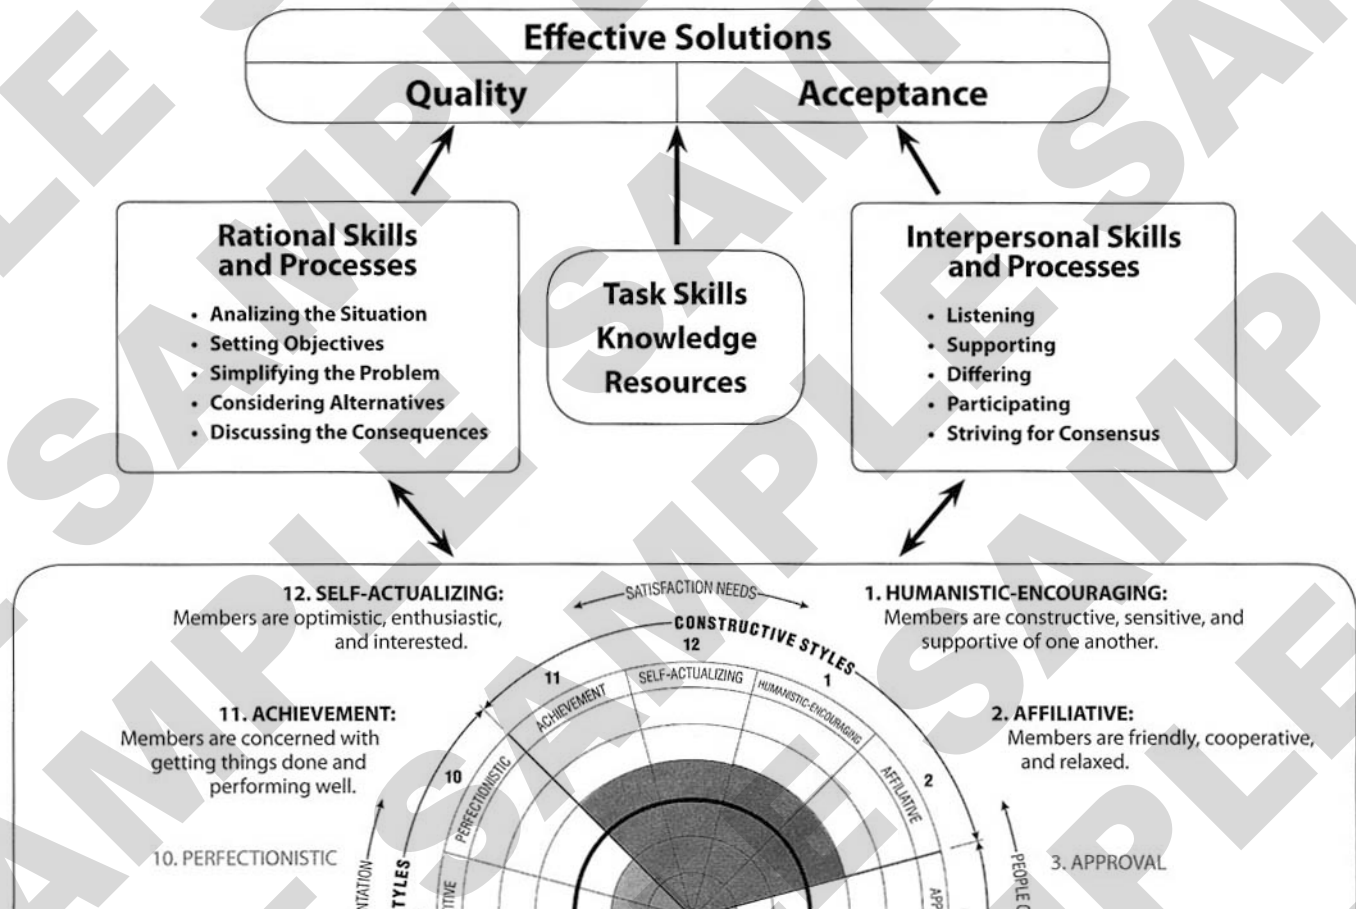 Effective Solutions
Quality
Acceptance
Rational Skills
and Processes
• Analizing the Situation
• Setting Objectives
• Simplifying the Problem
• Considering Alternatives
• Discussing the Consequences
Task Skills
Knowledge
Resources
Interpersonal Skills
and Processes
• Listening
• Supporting
• Differing
• Participating
• Striving for Consensus
12. SELF-ACTUALIZING:
Members are optimistic, enthusiastic,
and interested.
SATISFACTION NEEDS
1. HUMANISTIC-ENCOURAGING:
Members are constructive, sensitive, and
supportive of one another.
CONSTRUCTIVE STYLES
12
SELF-ACTUALIZING
11
ACHIEVEMENT
1
HUMANISTIC-ENCOURAGING
11. ACHIEVEMENT:
Members are concerned with
getting things done and
performing well.
2. AFFILIATIVE:
Members are friendly, cooperative,
and relaxed.
10
PERFECTIONISTIC
2
AFFILIATIVE
10. PERFECTIONISTIC
3. APPROVAL
STYLES
PEOPLE
SAMPLE